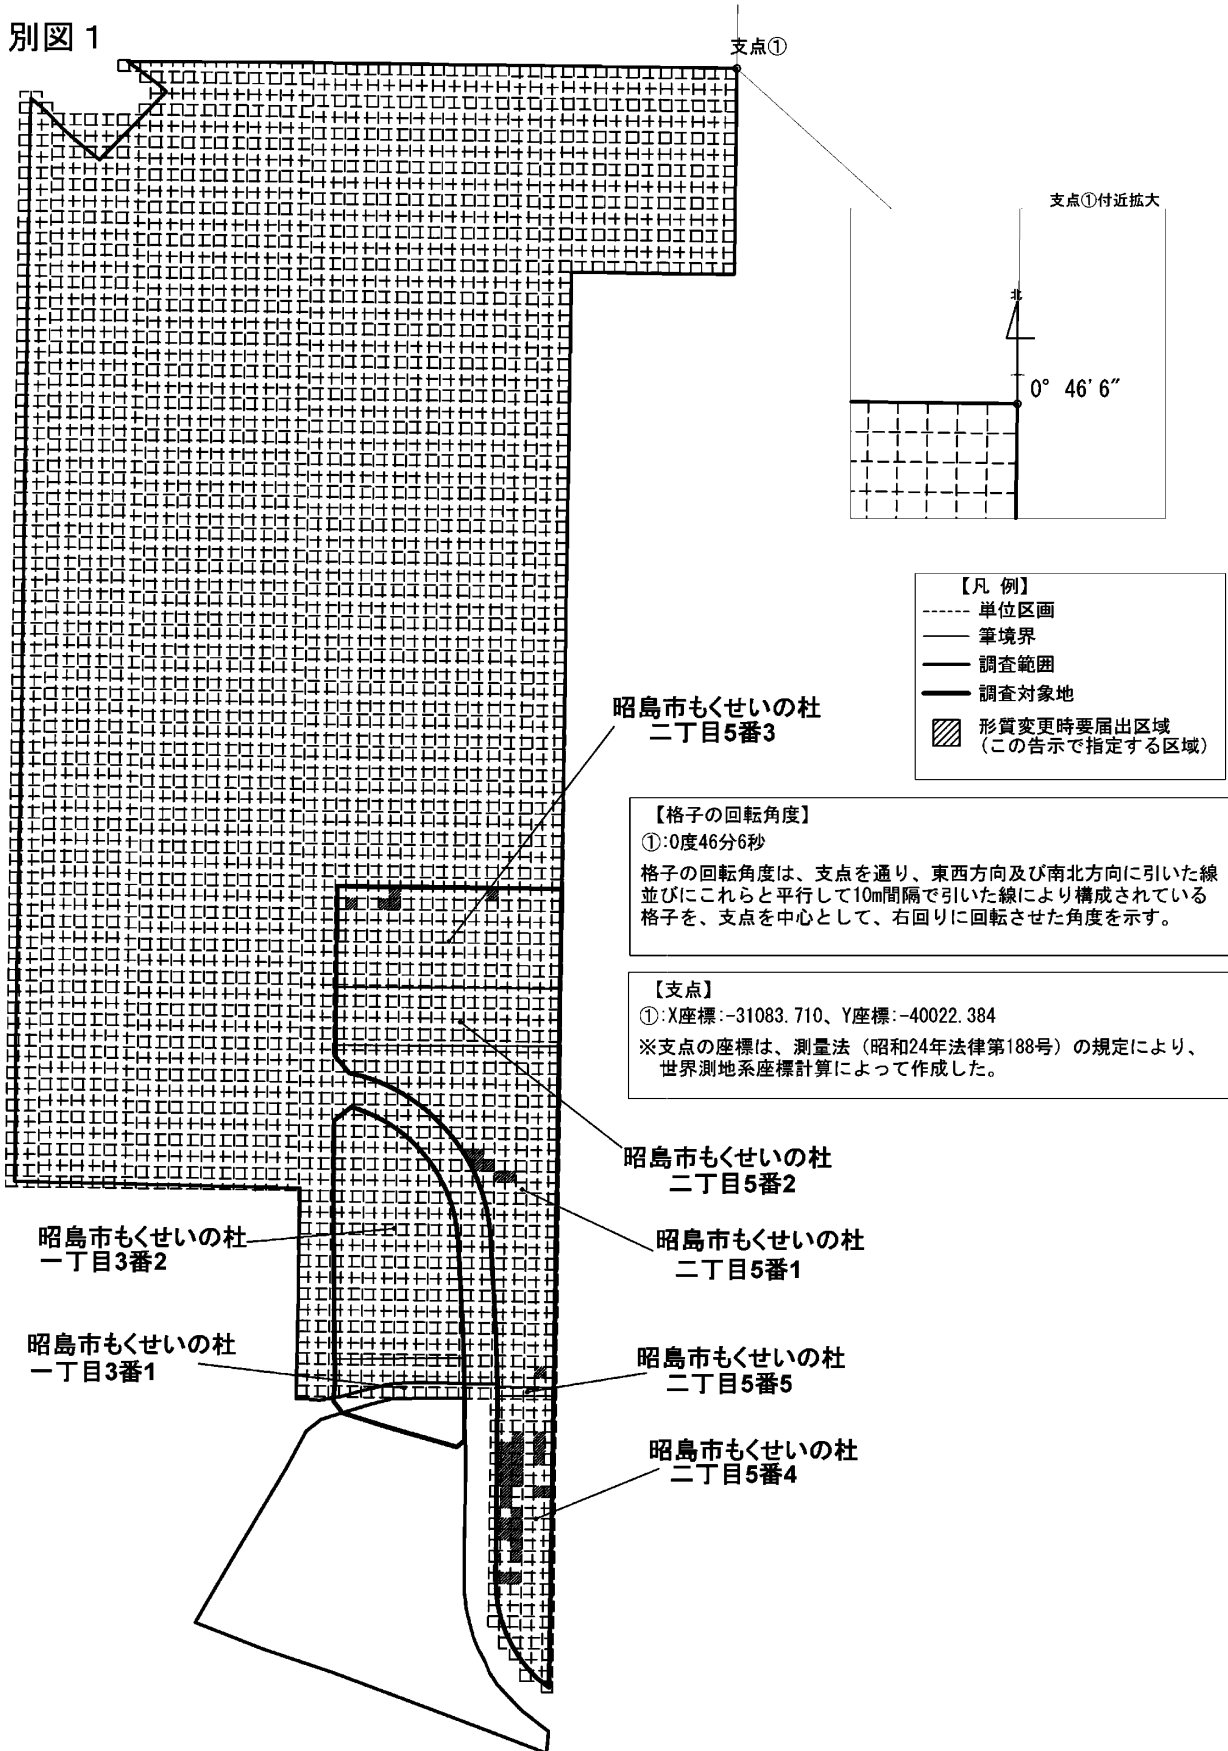 別図1
支点①
支点①付近拡大
北
0° 46′6″
【凡 例】
単位区画
筆境界
調査範囲
調査対象地
形質変更時要届出区域
(この告示で指定する区域)
昭島市もくせいの杜
二丁目5番3
【格子の回転角度】
①:0度46分6秒
格子の回転角度は、支点を通り、東西方向及び南北方向に引いた線
並びにこれらと平行して10m間隔で引いた線により構成されている
格子を、支点を中心として、右回りに回転させた角度を示す。
【支点】
①:X座標:-31083.710、Y座標:-40022.384
※支点の座標は、測量法(昭和24年法律第188号)の規定により、
世界測地系座標計算によって作成した。
昭島市もくせいの杜
二丁目5番2
昭島市もくせいの杜
一丁目3番2
昭島市もくせいの杜
二丁目5番1
昭島市もくせいの杜
一丁目3番1
昭島市もくせいの杜
二丁目5番5
昭島市もくせいの杜
二丁目5番4